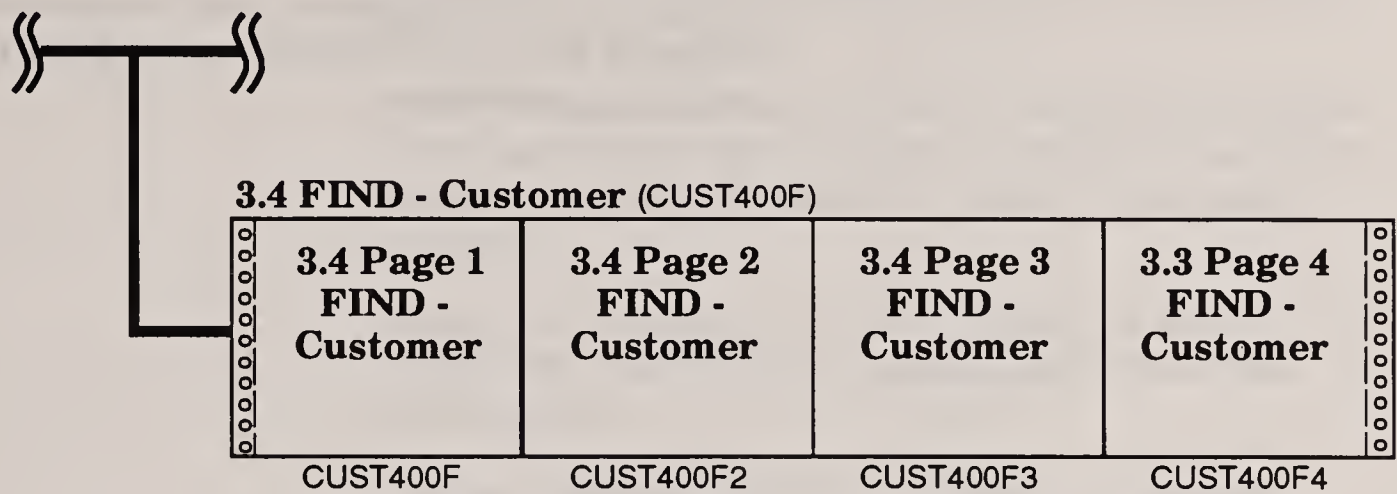 3.4 FIND - Customer (CUST400F)
3.4 Page 1
FIND -
Customer
3.4 Page 2
FIND -
Customer
3.4 Page 3
FIND -
Customer
3.3 Page 4
FIND -
Customer
CUST400F
CUST400F2
CUST400F3
CUST400F4